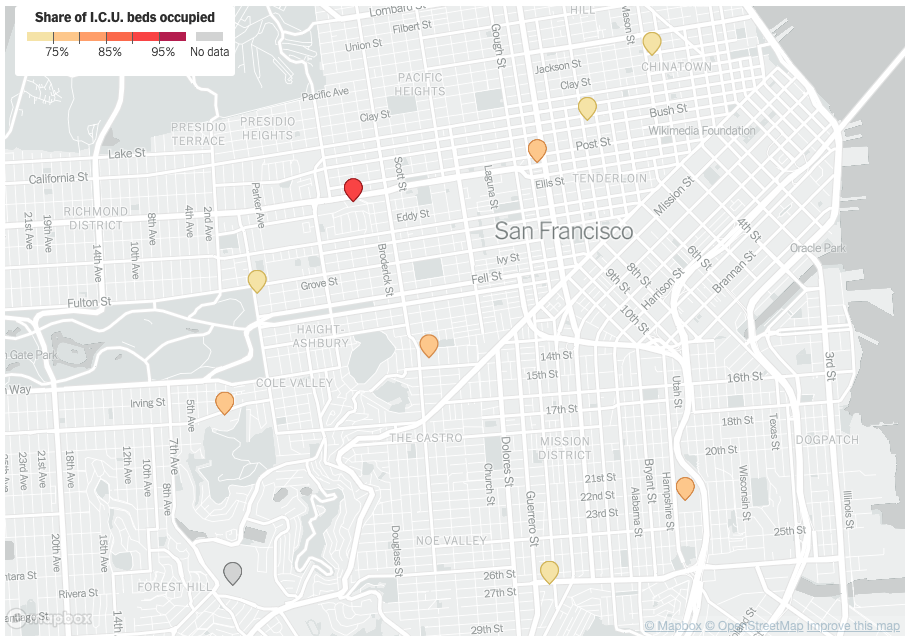 Share of I.C.U. beds occupied
75% 85% 95% No data
Lombard St
HILL
Mason St
Filbert St
Gough St
Union St
Jackson St
CHINATOWN
PACIFIC
HEIGHTS
Clay St
Pacific Ave
Clay St
Bush St
PRESIDIO
TERRACE
PRESIDIO
HEIGHTS
Wikimedia Foundation
Post St
Lake St
California St
Scott St
Laguna St
Ellis St
TENDERLOIN
Mission St
Parker Ave
RICHMOND
DISTRICT
21st Ave
19th Ave
14th Ave
10th Ave
8th Ave
4th Ave
2nd Ave
Eddy St
San Francisco
4th St
6th St
Oracle Park
Brannan St
Broderick St
Ivy St
Fell St
8th St
9th St
Harrison St
10th St
Grove St
Fulton St
HAIGHT-
ASHBURY
n Gate Park
14th St
15th St
3rd St
Way
COLE VALLEY
Utah St
16th St
Irving St
5th Ave
17th St
18th St
Texas St
THE CASTRO
MISSION
DISTRICT
DOGPATCH
7th Ave
12th Ave
10th Ave
8th Ave
23rd Ave
21st Ave
18th Ave
Dolores St
Church St
Guerrero St
20th St
21st St
22nd St
23rd St
Bryant St
Alabama St
Hampshire St
Wisconsin St
Illinois St
20th Ave
15th Ave
Douglass St
NOE VALLEY
25th St
26th St
27th St
ntara St
Rivera St
FOREST HILL
14th
29th St
mapbox
© Mapbox © OpenStreetMap Improve this map